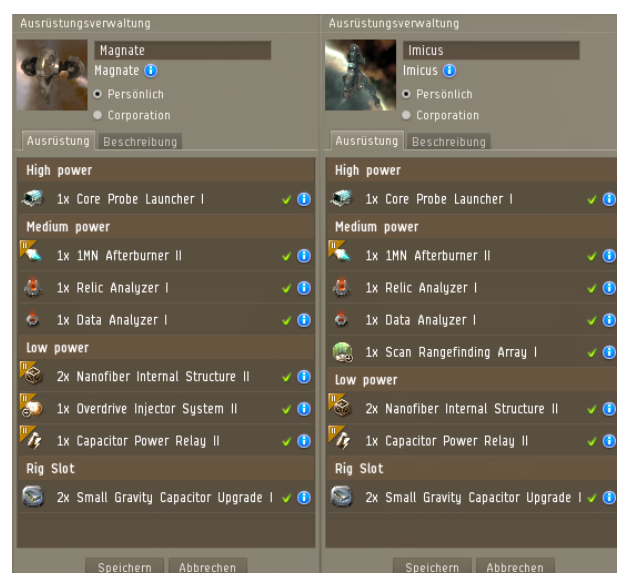 Ausrüstungsverwaltung
Magnate
Magnate
Persönlich
Corporation
Ausrüstung Beschreibung
High power
1x Core Probe Launcher I
Medium power
1x 1MN Afterburner II
1x Relic Analyzer I
1x Data Analyzer I
Low power
2x Nanofiber Internal Structure II
1x Overdrive Injector System II
1x Capacitor Power Relay II
Rig Slot
2x Small Gravity Capacitor Upgrade I
Speichern Abbrechen
Ausrüstungsverwaltung
Imicus
Imicus
Persönlich
Corporation
Ausrüstung Beschreibung
High power
1x Core Probe Launcher I
Medium power
1x 1MN Afterburner II
1x Relic Analyzer I
1x Data Analyzer I
1x Scan Rangefinding Array I
Low power
2x Nanofiber Internal Structure II
1x Capacitor Power Relay II
Rig Slot
2x Small Gravity Capacitor Upgrade I
Speichern Abbrechen